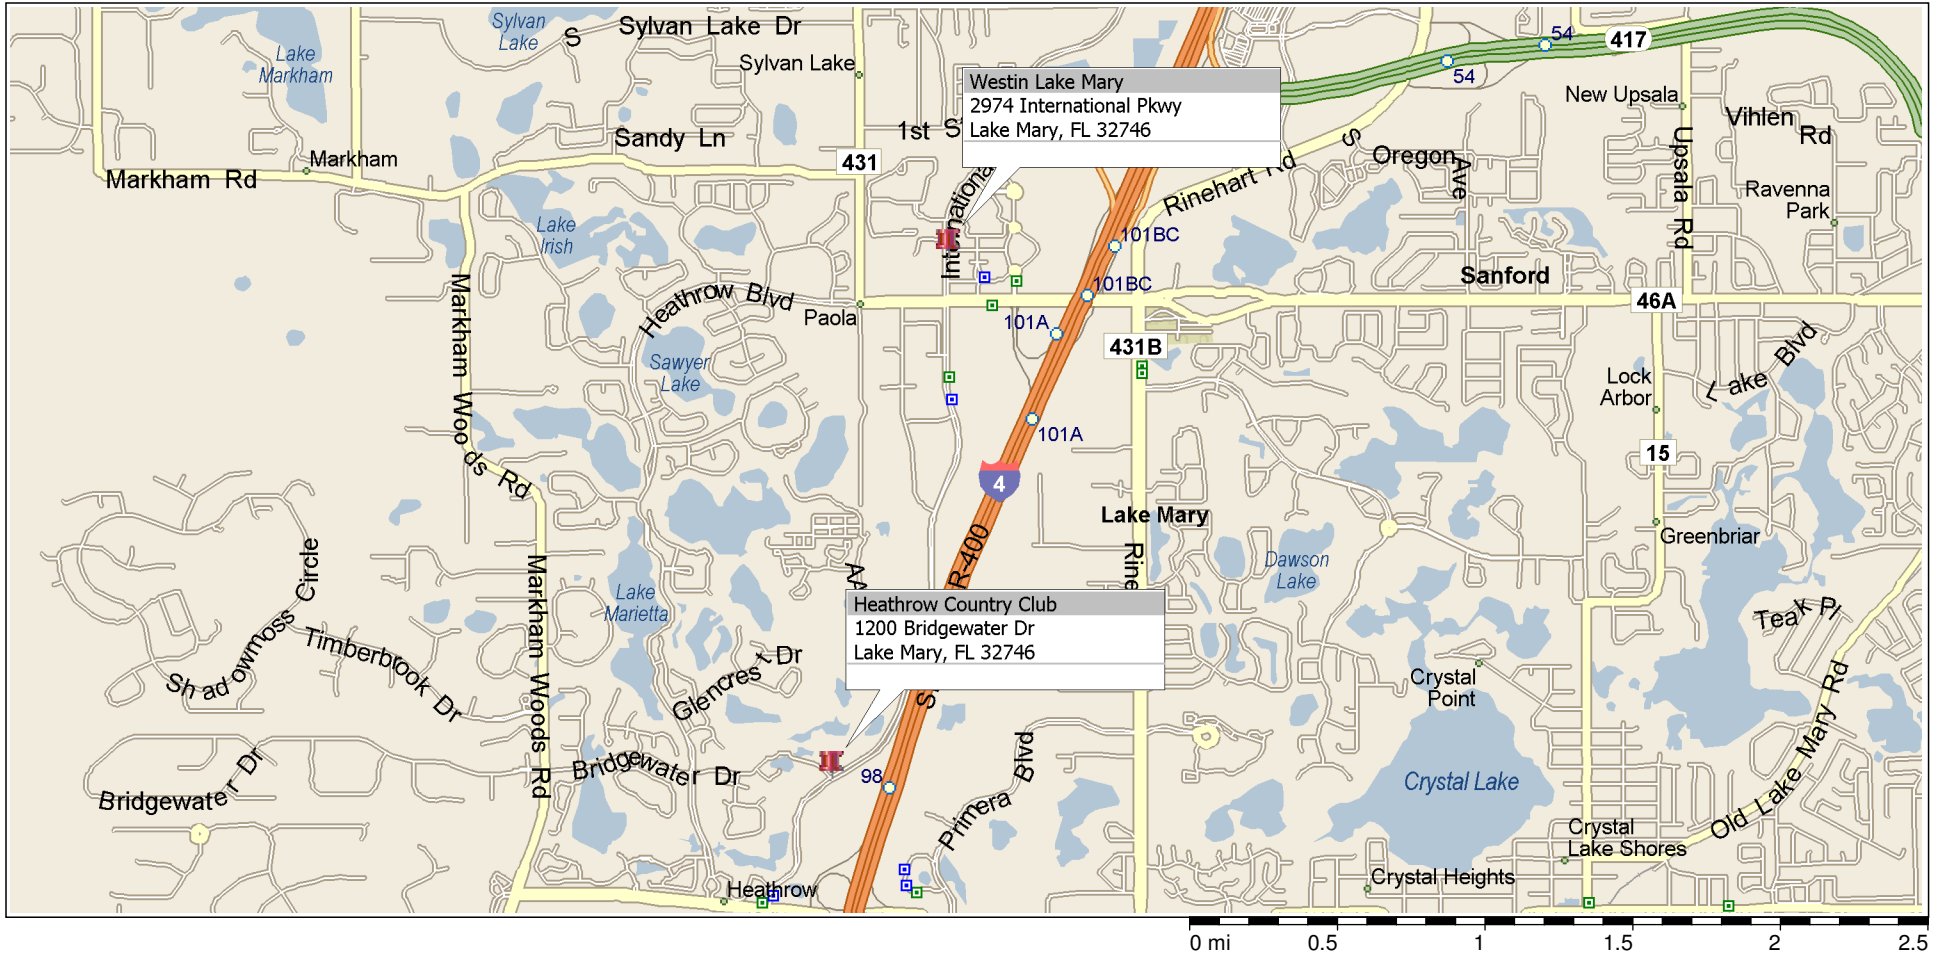 Sylvan
Lake
S Sylvan Lake Dr
54
417
Lake
Markham
Sylvan Lake
54
Westin Lake Mary
2974 International Pkwy
Lake Mary, FL 32746
New Upsala
Vihlen
Rd
1st S
Sandy Ln
S Oregon
Ave
Upsala Rd
Markham
431
Markham Rd
Rinehart Rd
Ravenna
Park
International
Lake
Irish
101BC
Sanford
101BC
Heathrow Blvd
Paola
46A
101A
431B
Markham Woods Rd
Sawyer
Lake
Lake Blvd
Lock
Arbor
101A
15
4
Lake Mary
Greenbriar
R-400
Shadowmoss Circle
Markham Woods Rd
Rine
Dawson
Lake
AA
Lake
Marietta
Heathrow Country Club
1200 Bridgewater Dr
Lake Mary, FL 32746
Teak Pl
Timberbrook Dr
Glencrest Dr
S
Crystal
Point
Old Lake Mary Rd
Bridgewater Dr
Bridgewater Dr
98
Primera Blvd
Crystal Lake
Crystal
Lake Shores
Heathrow
Crystal Heights
0 mi 0.5 1 1.5 2 2.5